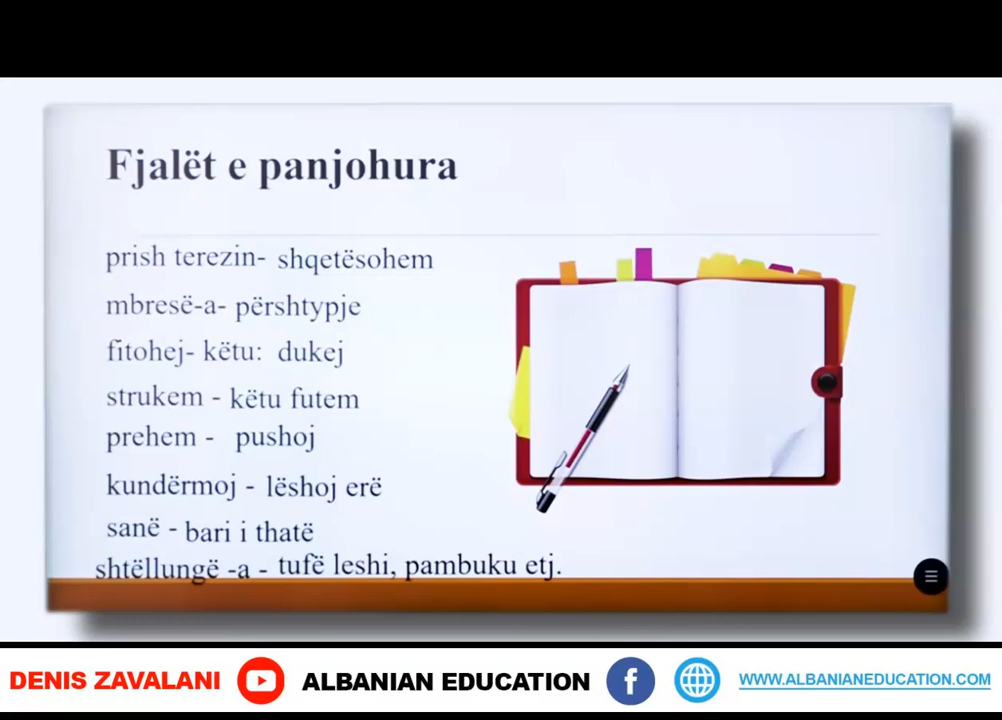 Fjalët e panjohura
prish terezin- shqetësohem
mbresë-a- përshtypje
fitohej- këtu: dukej
strukem - këtu futem
prehem - pushoj
kundërmoj - lëshoj erë
sanë - bari i thatë
shtëllungë -a - tufë leshi, pambuku etj.
DENIS ZAVALANI ALBANIAN EDUCATION f WWW.ALBANIANEDUCATION.COM